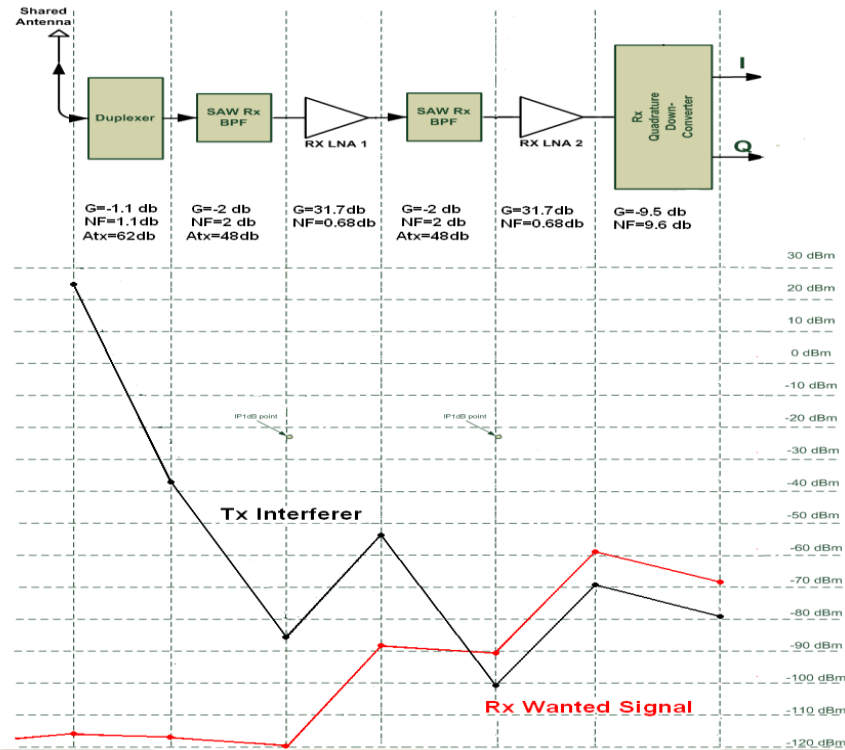 Shared
Antenna
Duplexer
SAW Rx
BPF
RX LNA 1
SAW Rx
BPF
RX LNA 2
Rx
Quadrature
Down-
Converter
I
Q
G=-1.1 db
NF=1.1db
Atx=62db
G=-2 db
NF=2 db
Atx=48db
G=31.7db
NF=0.68db
G=-2 db
NF=2 db
Atx=48db
G=31.7db
NF=0.68db
G=-9.5 db
NF=9.6 db
30 dBm
20 dBm
10 dBm
0 dBm
-10 dBm
-20 dBm
IP1dB point
IP1dB point
-30 dBm
-40 dBm
-50 dBm
Tx Interferer
-60 dBm
-70 dBm
-80 dBm
-90 dBm
-100 dBm
Rx Wanted Signal
-110 dBm
-120 dBm